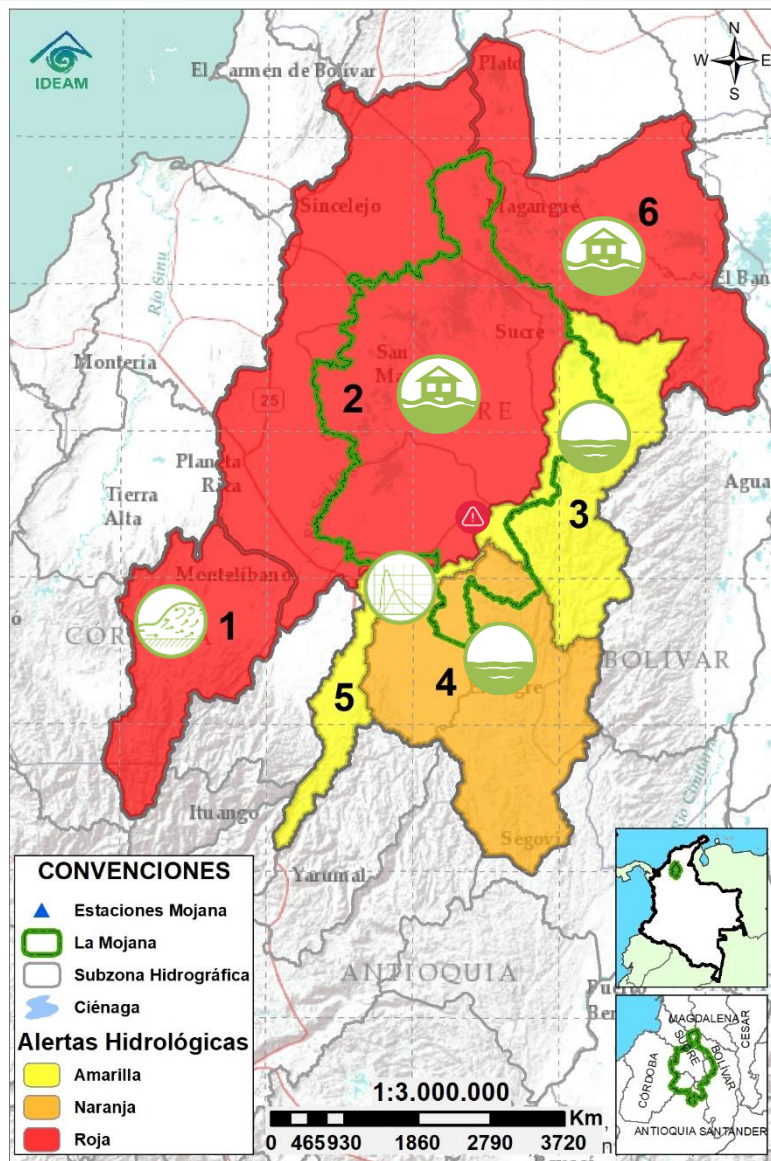 IDEAM
N
W E
S
El Carmen de Bolívar
Plato
Sincelejo
Magangué
6
El Ban
Río Sinú
Sucre
Montería
San
Ma
2
RE
25
Planeta
Rica
Agua
Tierra
Alta
3
Montelíbano
1
COR
BOLIVAR
4
5
Ituango
Segovi
Yarumal
ANTIOQUIA
CONVENCIONES
Estaciones Mojana
La Mojana
Subzona Hidrográfica
Ciénaga
Alertas Hidrológicas
Amarilla
Naranja
Roja
1:3.000.000
Km
0 465 930 1860 2790 3720
MAGDALENA
CESAR
SUCRE
BOLÍVAR
CÓRDOBA
ANTIOQUIA
SANTANDER